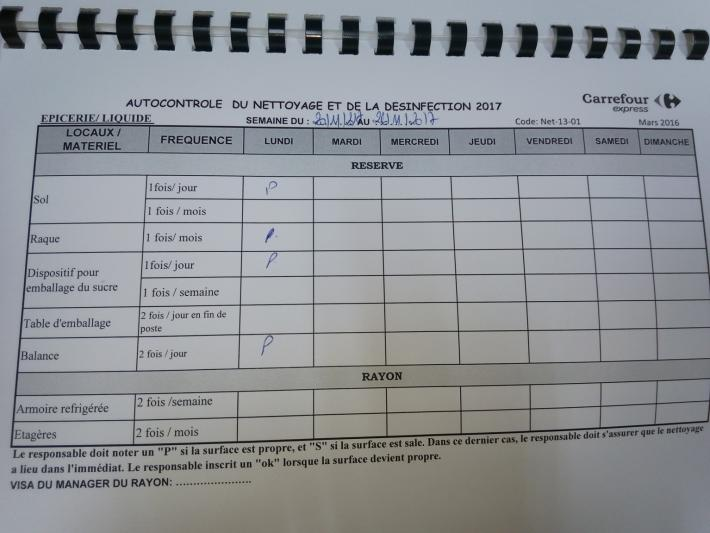 AUTOCONTROLE DU NETTOYAGE ET DE LA DESINFECTION 2017
Carrefour express
EPICERIE/ LIQUIDE SEMAINE DU : 20/11/2017 AU 26/11/2017 Code: Net-13-01 Mars 2016
LOCAUX / MATERIEL FREQUENCE LUNDI MARDI MERCREDI JEUDI VENDREDI SAMEDI DIMANCHE
RESERVE
Sol 1fois/ jour P
1 fois / mois
Raque 1 fois/ mois P
Dispositif pour emballage du sucre 1fois/ jour P
1 fois / semaine
Table d'emballage 2 fois / jour en fin de poste
Balance 2 fois / jour P
RAYON
Armoire refrigérée 2 fois /semaine
Etagères 2 fois / mois
Le responsable doit noter un "P" si la surface est propre, et "S" si la surface est sale. Dans ce dernier cas, le responsable doit s'assurer que le nettoyage
a lieu dans l'immédiat. Le responsable inscrit un "ok" lorsque la surface devient propre.
VISA DU MANAGER DU RAYON: ......................